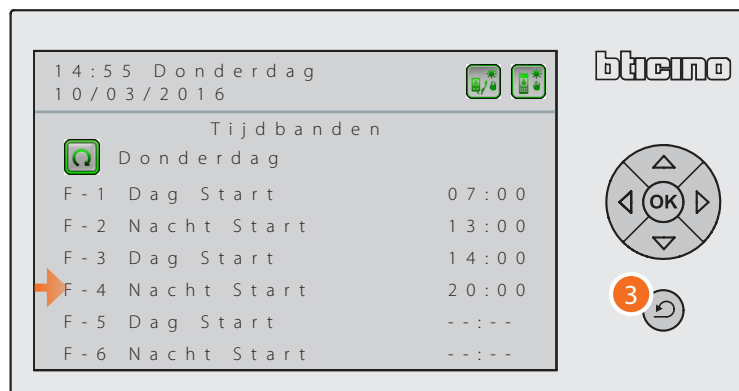 14:55 Donderdag
10/03/2016
bticino
Tijdbanden
Donderdag
F-1 Dag Start 07:00
F-2 Nacht Start 13:00
F-3 Dag Start 14:00
OK
F-4 Nacht Start 20:00
3
F-5 Dag Start --:--
F-6 Nacht Start --:--